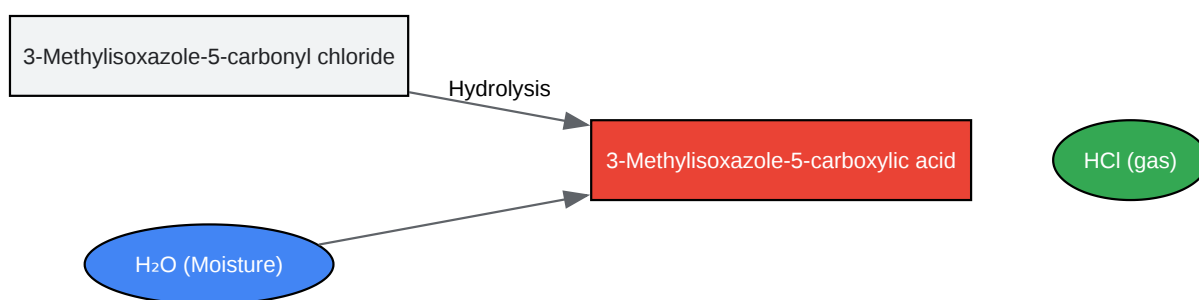 3-Methylisoxazole-5-carbonyl chloride
Hydrolysis
3-Methylisoxazole-5-carboxylic acid
HCl (gas)
H₂O (Moisture)